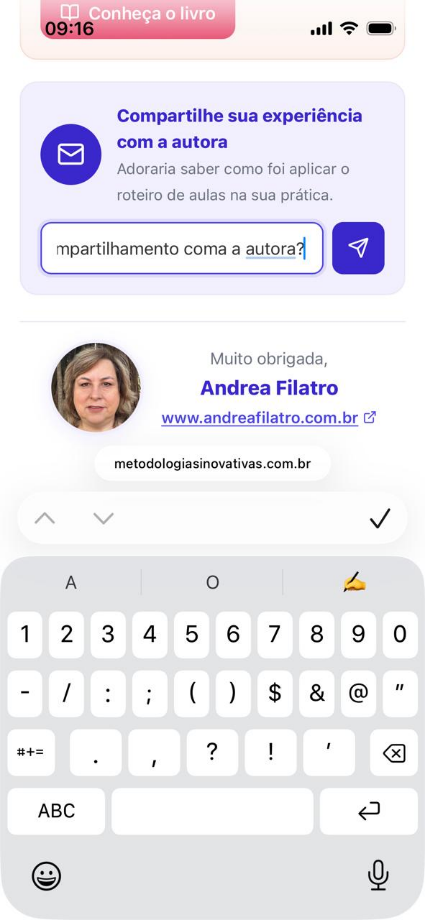 Conheça o livro
09:16
Compartilhe sua experiência
com a autora
Adoraria saber como foi aplicar o
roteiro de aulas na sua prática.
mpartilhamento coma a autora?
Muito obrigada,
Andrea Filatro
www.andreafilatro.com.br
metodologiasinovativas.com.br
A O
1 2 3 4 5 6 7 8 9 0
- / : ; ( ) $ & @ "
#+= . , ? ! '
ABC